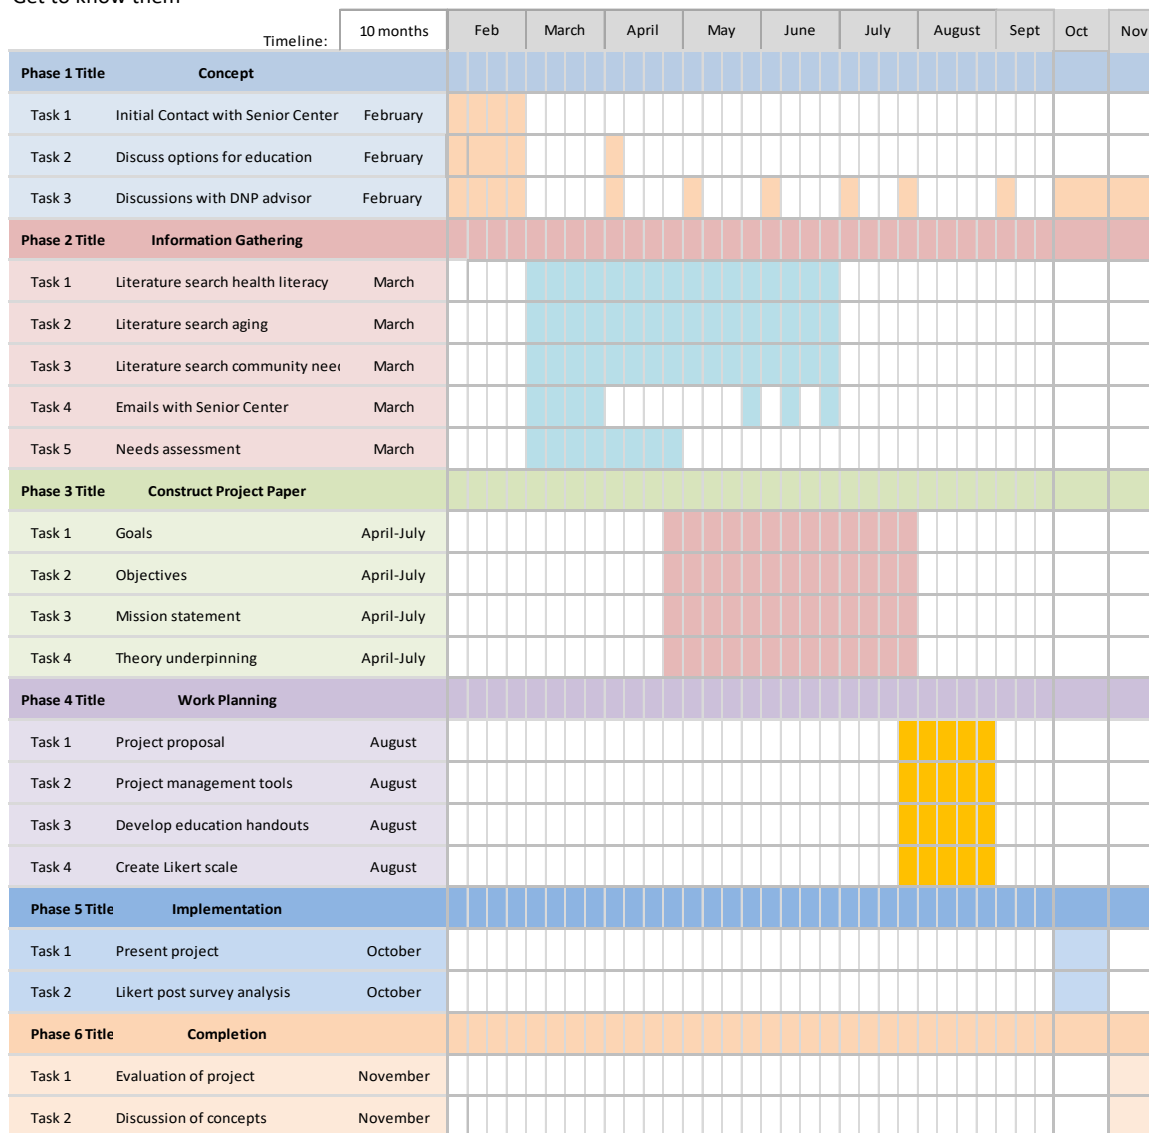 Get to know them
Timeline: 10 months Feb March April May June July August Sept Oct Nov
Phase 1 Title Concept
Task 1 Initial Contact with Senior Center February
Task 2 Discuss options for education February
Task 3 Discussions with DNP advisor February
Phase 2 Title Information Gathering
Task 1 Literature search health literacy March
Task 2 Literature search aging March
Task 3 Literature search community March
Task 4 Emails with Senior Center March
Task 5 Needs assessment March
Phase 3 Title Construct Project Paper
Task 1 Goals April-July
Task 2 Objectives April-July
Task 3 Mission statement April-July
Task 4 Theory underpinning April-July
Phase 4 Title Work Planning
Task 1 Project proposal August
Task 2 Project management tools August
Task 3 Develop education handouts August
Task 4 Create Likert scale August
Phase 5 Title Implementation
Task 1 Present project October
Task 2 Likert post survey analysis October
Phase 6 Title Completion
Task 1 Evaluation of project November
Task 2 Discussion of concepts November